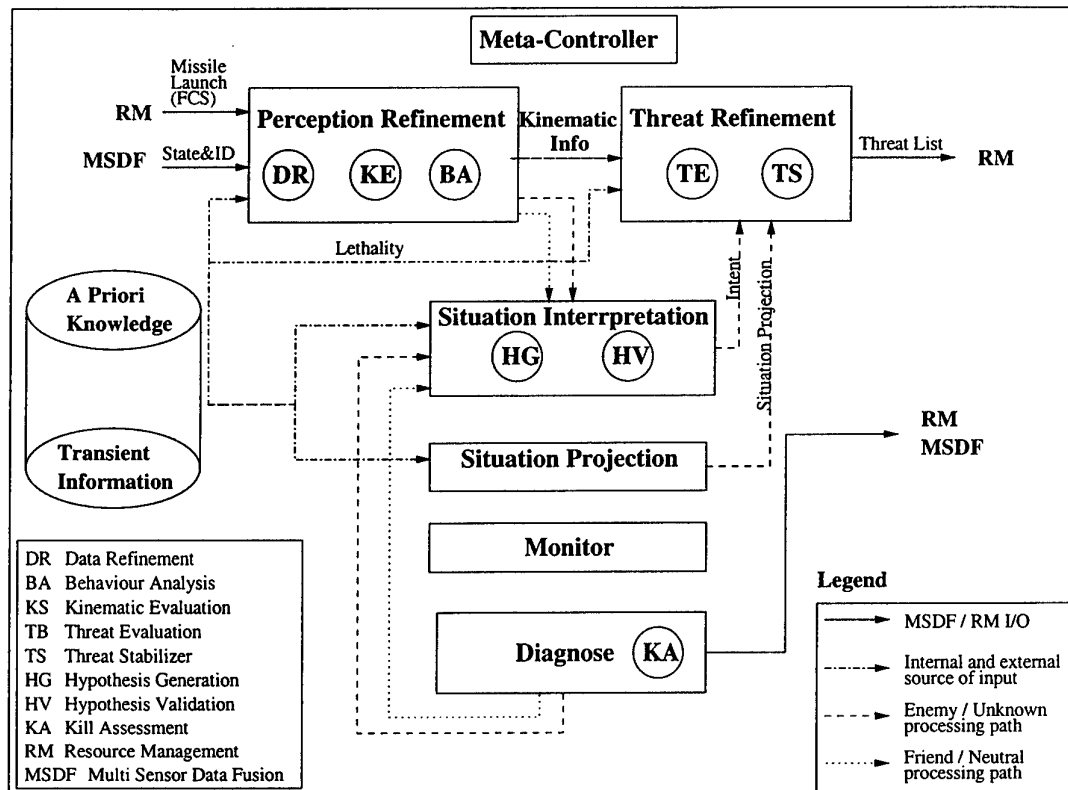 Meta-Controller
Missile
Launch
(FCS)
RM
MSDF
State&ID
Perception Refinement
DR
KE
BA
Kinematic
Info
Threat Refinement
TE
TS
Threat List
RM
Lethality
A Priori
Knowledge
Transient
Information
Situation Interrpretation
HG
HV
Intent
Situation Projection
Situation Projection
RM
MSDF
Monitor
Diagnose
KA
DR Data Refinement
BA Behaviour Analysis
KS Kinematic Evaluation
TB Threat Evaluation
TS Threat Stabilizer
HG Hypothesis Generation
HV Hypothesis Validation
KA Kill Assessment
RM Resource Management
MSDF Multi Sensor Data Fusion
Legend
MSDF / RM I/O
Internal and external
source of input
Enemy / Unknown
processing path
Friend / Neutral
processing path